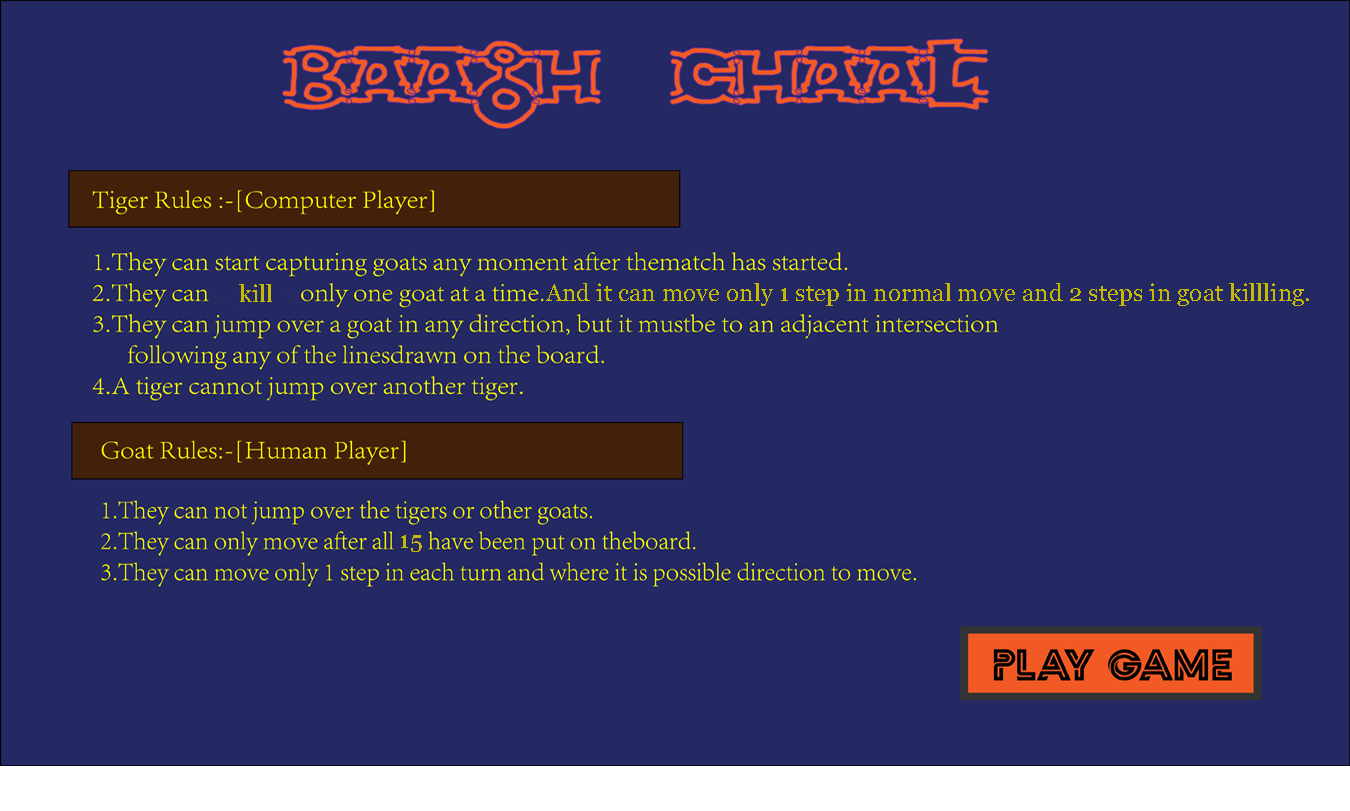 BAAGH CHAAL
Tiger Rules :-[Computer Player]
1.They can start capturing goats any moment after thematch has started.
2.They can kill only one goat at a time.And it can move only 1 step in normal move and 2 steps in goat killling.
3.They can jump over a goat in any direction, but it mustbe to an adjacent intersection
following any of the linesdrawn on the board.
4.A tiger cannot jump over another tiger.
Goat Rules:-[Human Player]
1.They can not jump over the tigers or other goats.
2.They can only move after all 15 have been put on theboard.
3.They can move only 1 step in each turn and where it is possible direction to move.
PLAY GAME